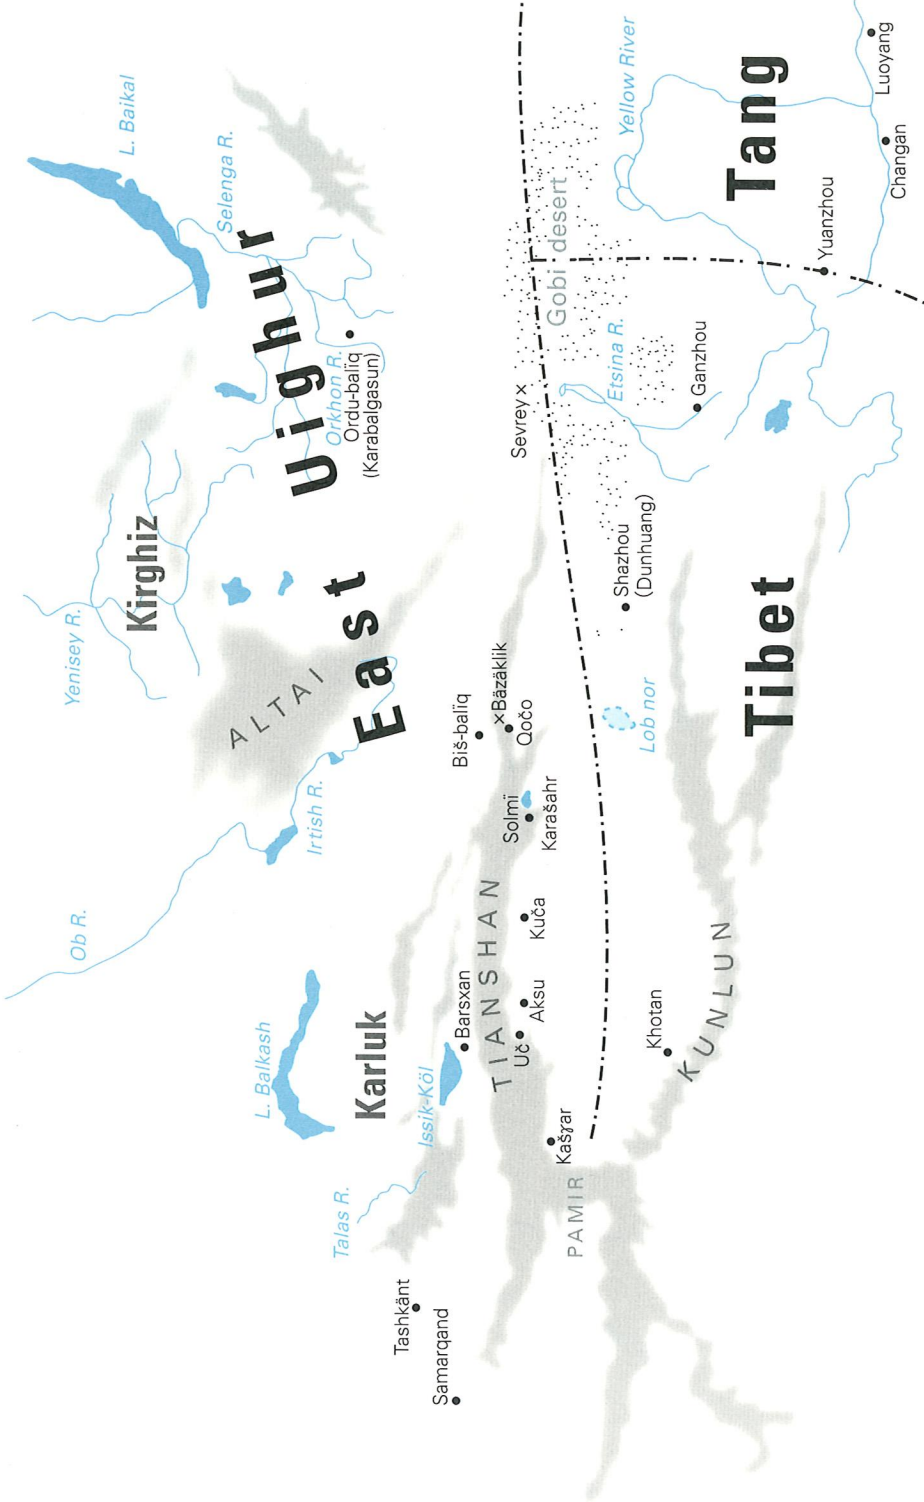 L. Baikal
Selenga R.
Yenisey R.
Kirghiz
Ob R.
ALTAI
Irtish R.
East Uighur
Orkhon R.
Ordu-balïq
(Karabalgasun)
L. Balkash
Karluk
Talas R.
Issik-Köl
Barsxan
Tashkänt
Samarqand
TIANSHAN
Biš-balïq
Bäzäklik
Qočo
Solmï
Karašahr
Kuča
Aksu
Uč
Kašγar
PAMIR
Sevrey
Gobi desert
Etsina R.
Yellow River
Shazhou
(Dunhuang)
Ganzhou
Lob nor
Khotan
KUNLUN
Tibet
Tang
Yuanzhou
Changan
Luoyang